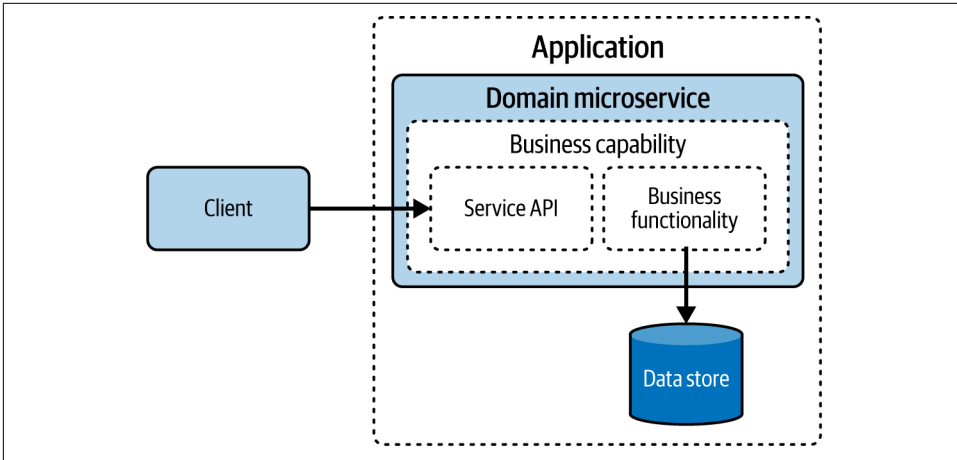 Application
Domain microservice
Business capability
Client
Service API
Business
functionality
Data store